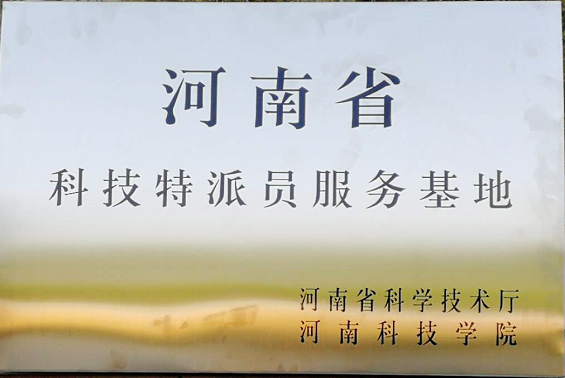 河南省
科技特派员服务基地
河南省科学技术厅
河南科技学院